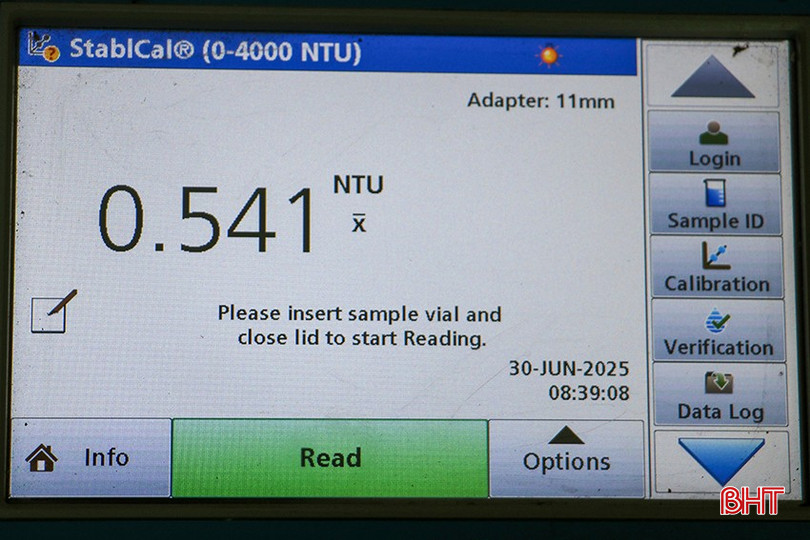 StablCal® (0-4000 NTU)
Adapter: 11mm
0.541 NTU
x̄
Please insert sample vial and
close lid to start Reading.
30-JUN-2025
08:39:08
Info
Read
Options
Login
Sample ID
Calibration
Verification
Data Log
BHT